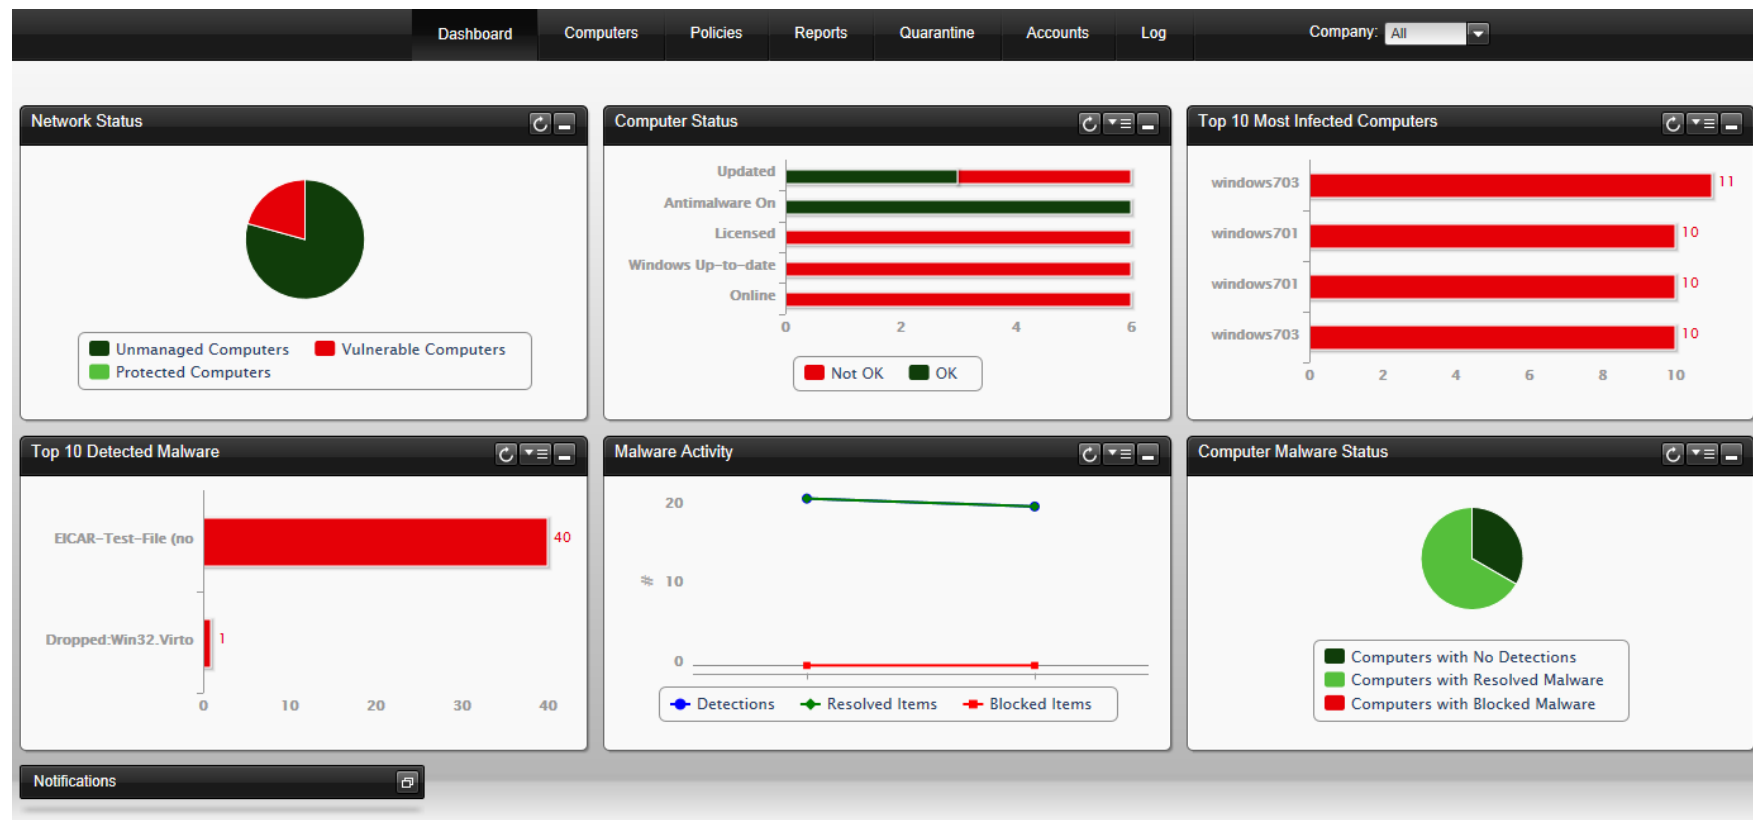 Dashboard Computers Policies Reports Quarantine Accounts Log Company: All
Network Status
Unmanaged Computers Vulnerable Computers
Protected Computers
Computer Status
Updated
Antimalware On
Licensed
Windows Up-to-date
Online
0 2 4 6
Not OK OK
Top 10 Most Infected Computers
windows703 11
windows701 10
windows701 10
windows703 10
0 2 4 6 8 10
Top 10 Detected Malware
EICAR-Test-File (no 40
Dropped:Win32.Virto 1
0 10 20 30 40
Malware Activity
20
# 10
0
Detections Resolved Items Blocked Items
Computer Malware Status
Computers with No Detections
Computers with Resolved Malware
Computers with Blocked Malware
Notifications